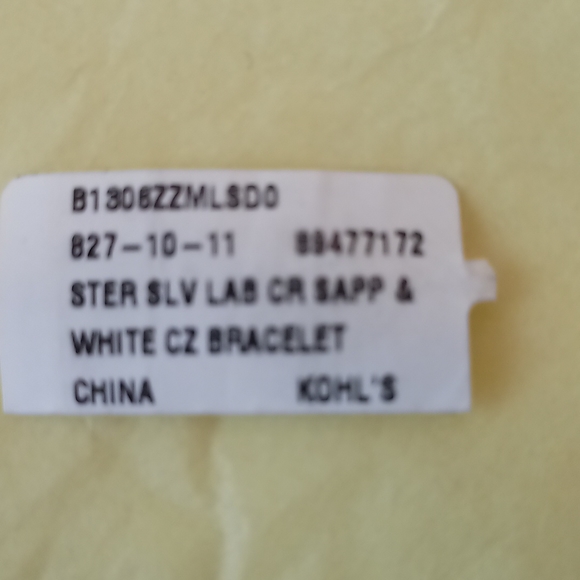 B1306ZZMLSD0
827-10-11 89477172
STER SLV LAB CR SAPP &
WHITE CZ BRACELET
CHINA KOHL'S